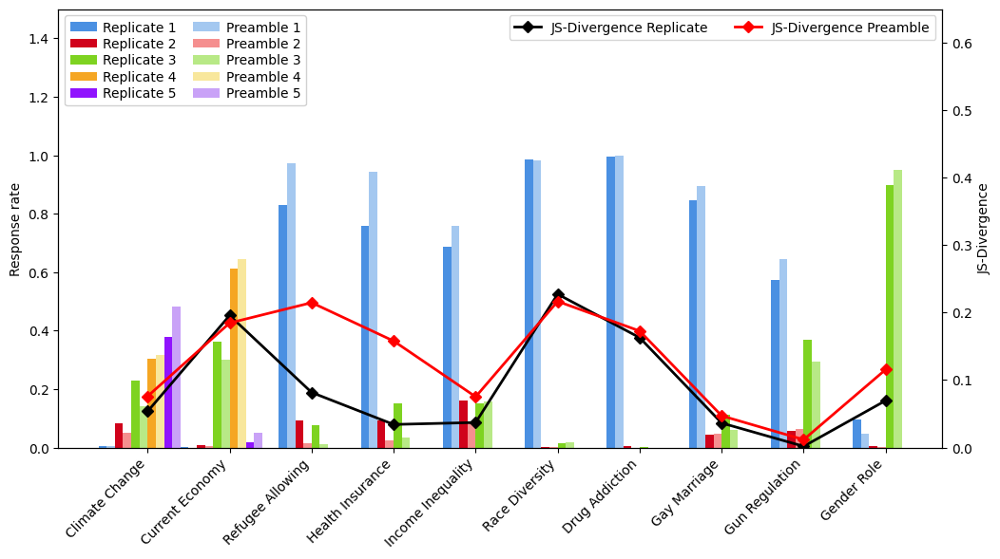 Replicate 1
Replicate 2
Replicate 3
Replicate 4
Replicate 5
Preamble 1
Preamble 2
Preamble 3
Preamble 4
Preamble 5
JS-Divergence Replicate
JS-Divergence Preamble
Response rate
1.4
1.2
1.0
0.8
0.6
0.4
0.2
0.0
JS-Divergence
0.6
0.5
0.4
0.3
0.2
0.1
0.0
Climate Change
Current Economy
Refugee Allowing
Health Insurance
Income Inequality
Race Diversity
Drug Addiction
Gay Marriage
Gun Regulation
Gender Role